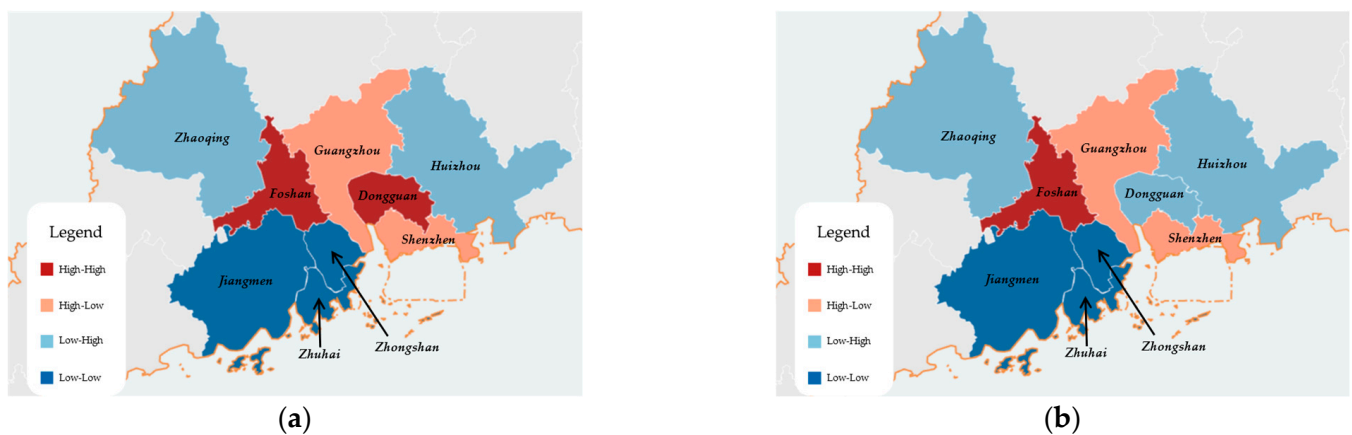 Zhaoqing
Guangzhou
Huizhou
Foshan
Dongguan
Shenzhen
Jiangmen
Zhuhai
Zhongshan
Legend
High-High
High-Low
Low-High
Low-Low
(a)
Zhaoqing
Guangzhou
Huizhou
Foshan
Dongguan
Shenzhen
Jiangmen
Zhuhai
Zhongshan
Legend
High-High
High-Low
Low-High
Low-Low
(b)